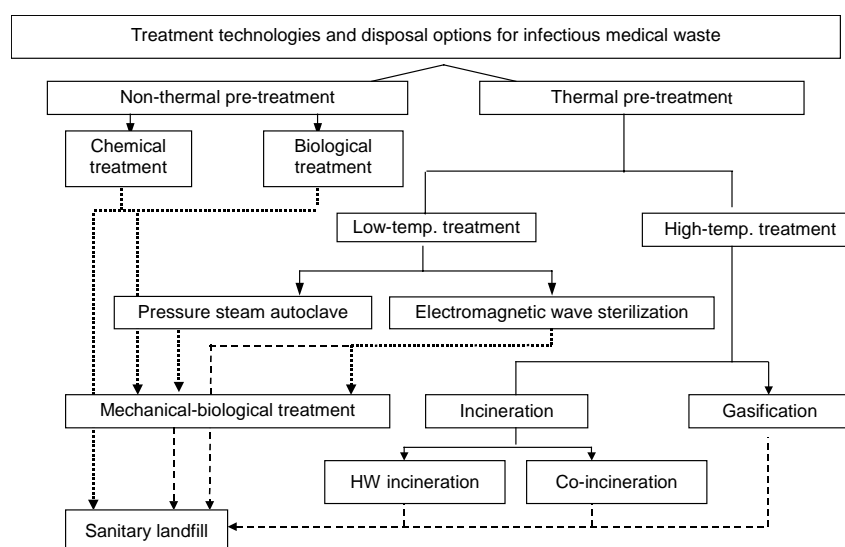 Treatment technologies and disposal options for infectious medical waste
Non-thermal pre-treatment
Thermal pre-treatment
Chemical
treatment
Biological
treatment
Low-temp. treatment
High-temp. treatment
Pressure steam autoclave
Electromagnetic wave sterilization
Mechanical-biological treatment
Incineration
Gasification
HW incineration
Co-incineration
Sanitary landfill